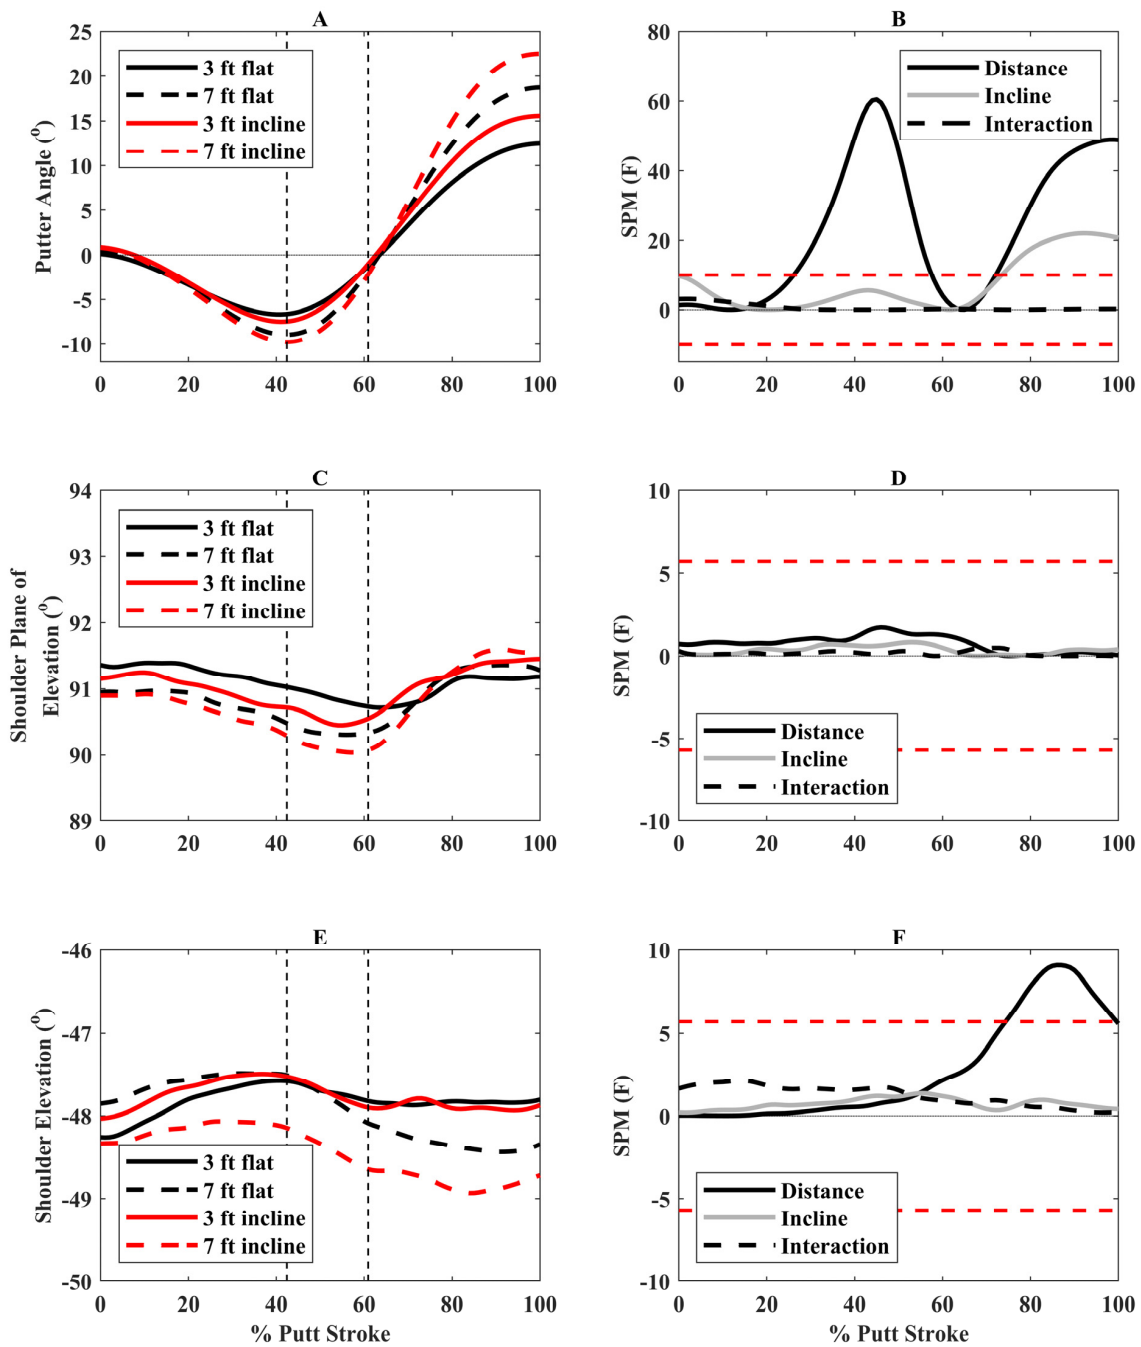 A
25
20
15
10
5
0
-5
-10
Putter Angle (o)
3 ft flat
7 ft flat
3 ft incline
7 ft incline
0 20 40 60 80 100
B
80
60
40
20
0
SPM (F)
Distance
Incline
Interaction
0 20 40 60 80 100
C
94
93
92
91
90
89
Shoulder Plane of
Elevation (o)
3 ft flat
7 ft flat
3 ft incline
7 ft incline
0 20 40 60 80 100
D
10
5
0
-5
-10
SPM (F)
Distance
Incline
Interaction
0 20 40 60 80 100
E
-46
-47
-48
-49
-50
Shoulder Elevation (o)
3 ft flat
7 ft flat
3 ft incline
7 ft incline
0 20 40 60 80 100
% Putt Stroke
F
10
5
0
-5
-10
SPM (F)
Distance
Incline
Interaction
0 20 40 60 80 100
% Putt Stroke